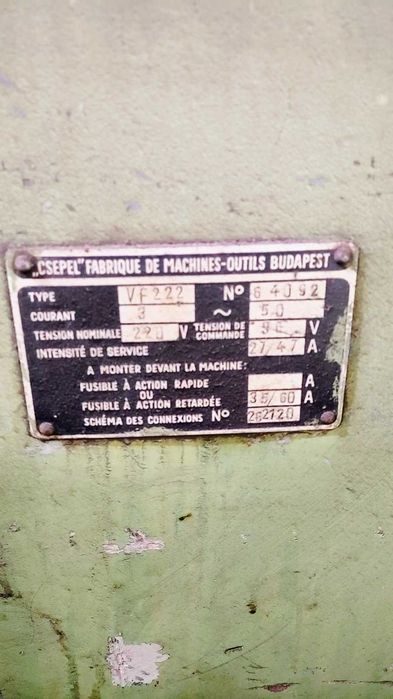 „CSEPEL" FABRIQUE DE MACHINES-OUTILS BUDAPEST
TYPE VF222 No 64092
COURANT 3 ~ 50
TENSION NOMINALE 220 V TENSION DE COMMANDE V
INTENSITÉ DE SERVICE 27/47 A
A MONTER DEVANT LA MACHINE:
FUSIBLE À ACTION RAPIDE A
OU
FUSIBLE À ACTION RETARDÉE 35/60 A
SCHÉMA DES CONNEXIONS No 262120